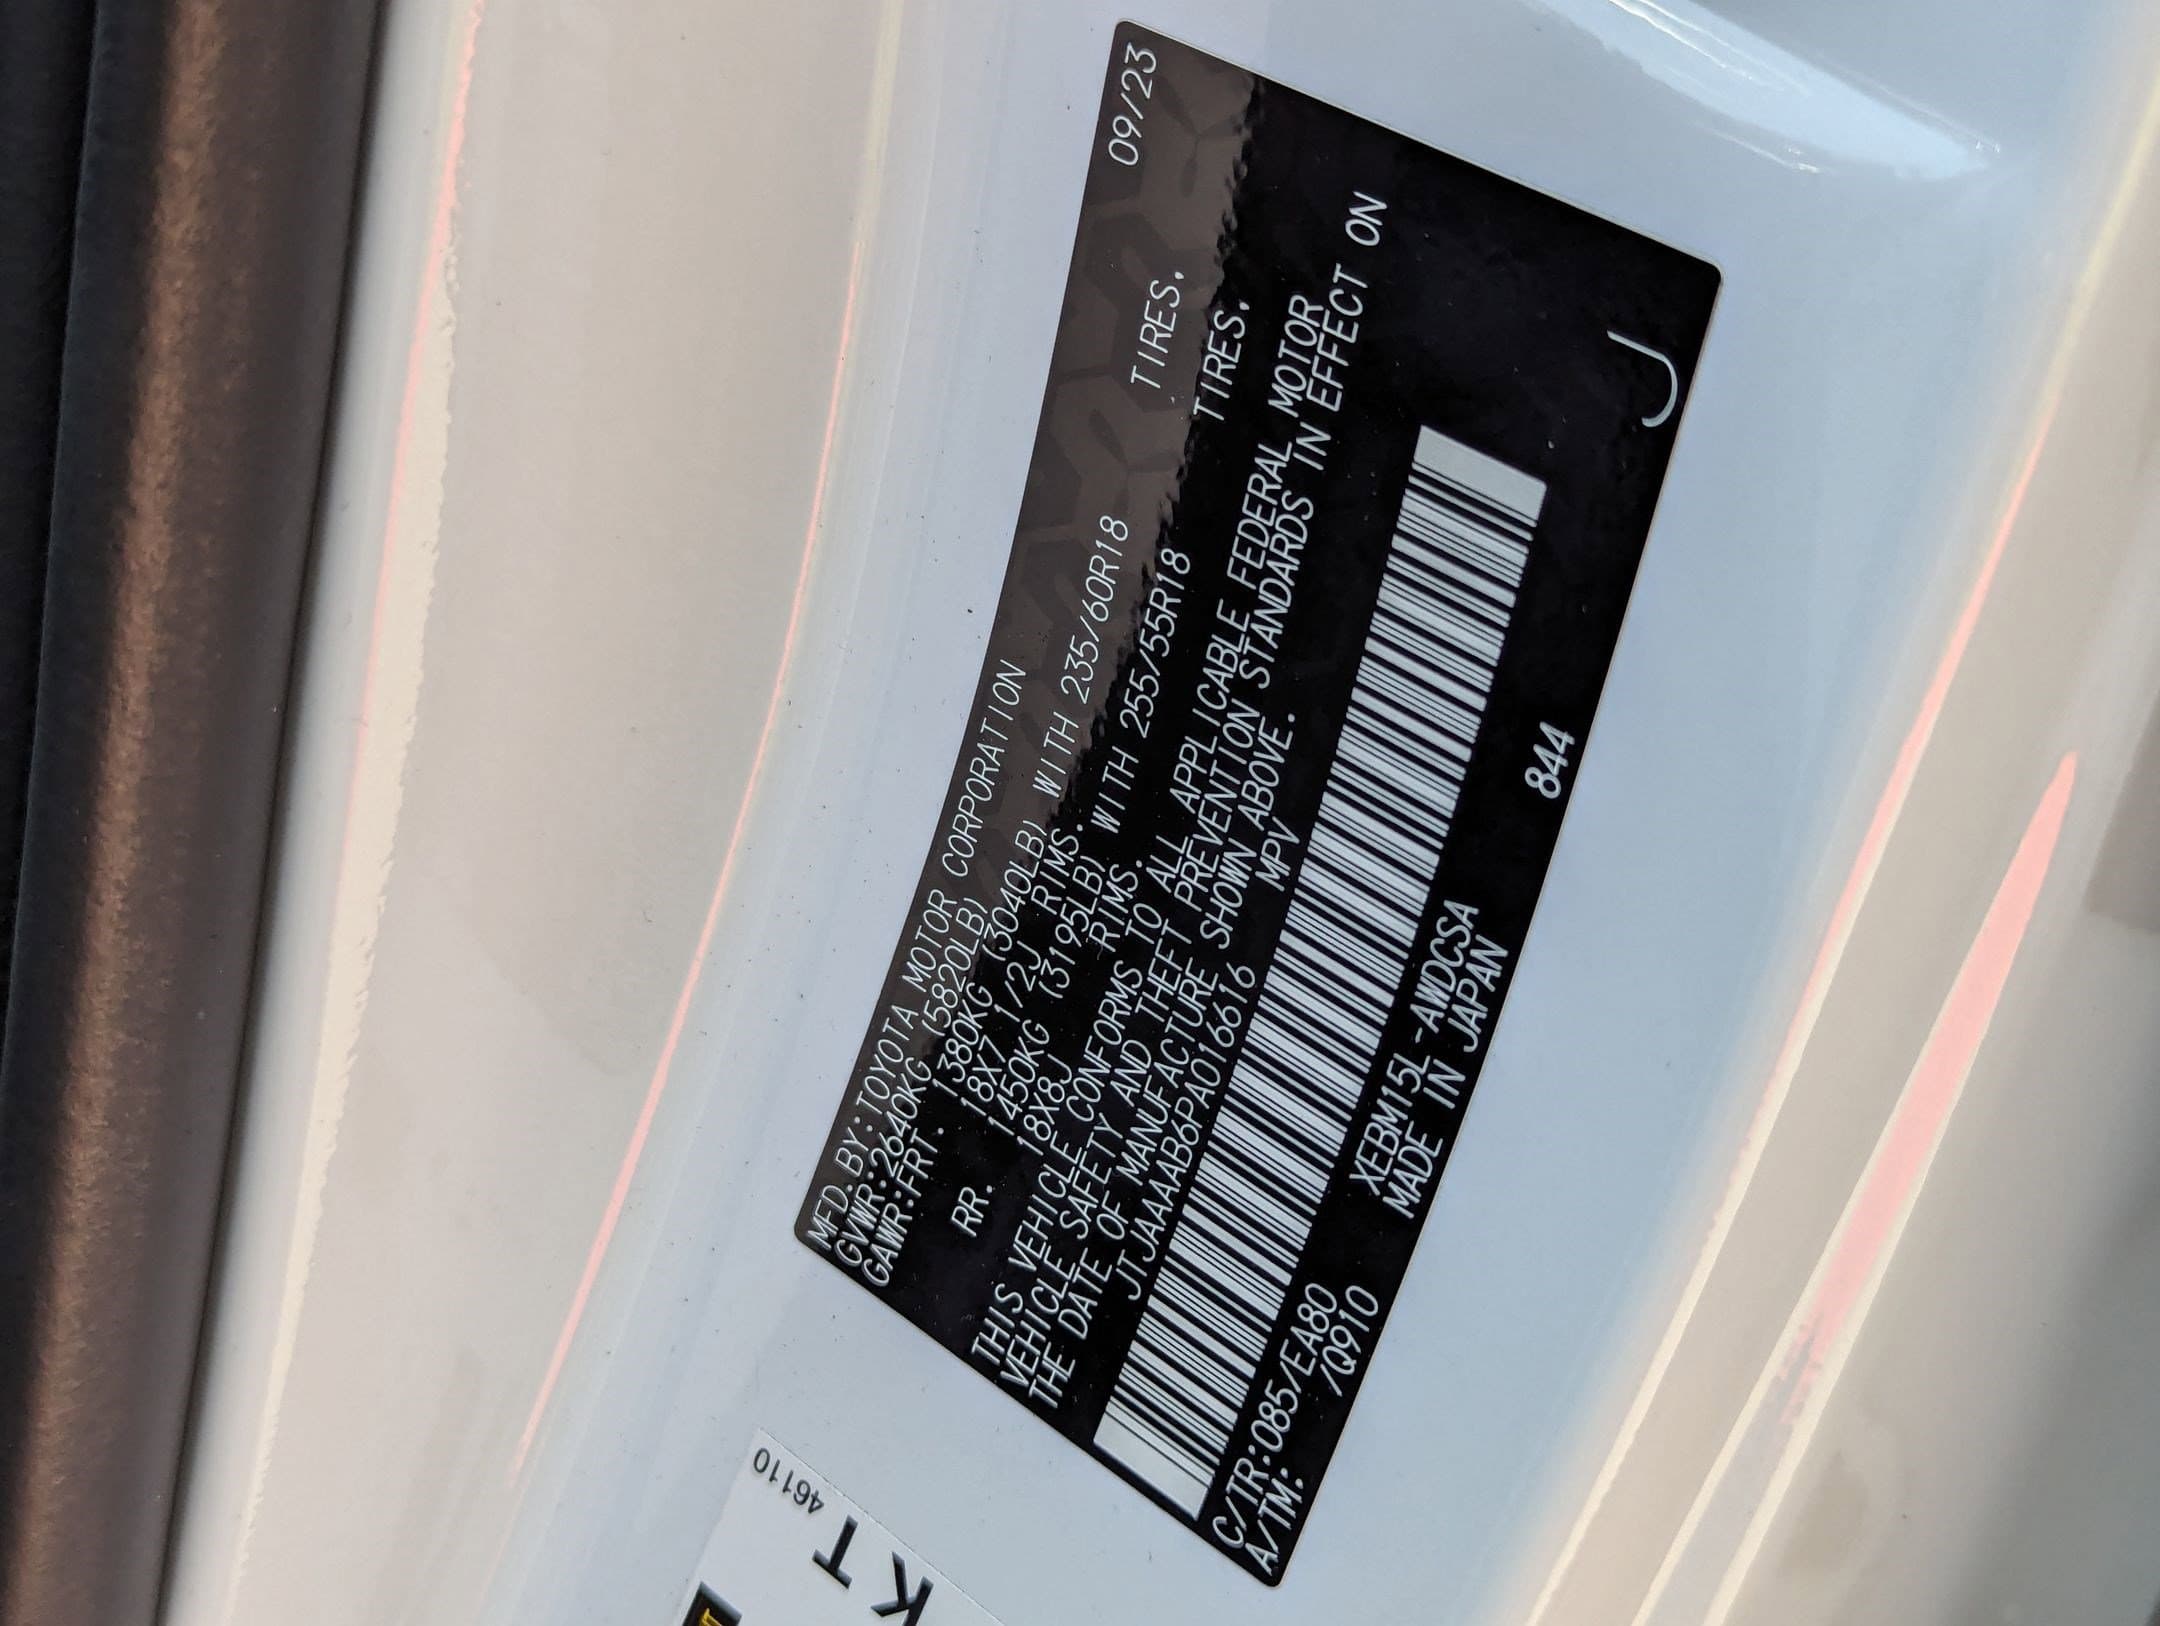 MFD.BY:TOYOTA MOTOR CORPORATION 09/23
GVWR:2640KG (5820LB)
GAWR:FRT. 1380KG (3040LB) WITH 235/60R18 TIRES.
18X7 1/2J RIMS.
RR. 1450KG (3195LB) WITH 255/55R18 TIRES.
18X8J RIMS.
THIS VEHICLE CONFORMS TO ALL APPLICABLE FEDERAL MOTOR
VEHICLE SAFETY AND THEFT PREVENTION STANDARDS IN EFFECT ON
THE DATE OF MANUFACTURE SHOWN ABOVE.
JTJAAAAB6PA016616 MPV
C/TR:085/EA80 XEBM15L-AWDCSA 844
A/TM: /Q910 MADE IN JAPAN
J
46110
KT